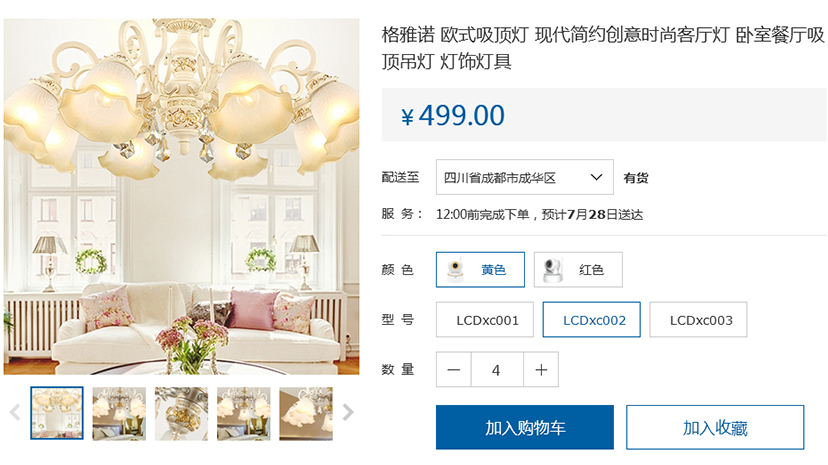 格雅诺 欧式吸顶灯 现代简约创意时尚客厅灯 卧室餐厅吸
顶吊灯 灯饰灯具
¥ 499.00
配送至 四川省成都市成华区 有货
服 务： 12:00前完成下单，预计7月28日送达
颜 色 黄色 红色
型 号 LCDxc001 LCDxc002 LCDxc003
数 量 — 4 +
加入购物车 加入收藏